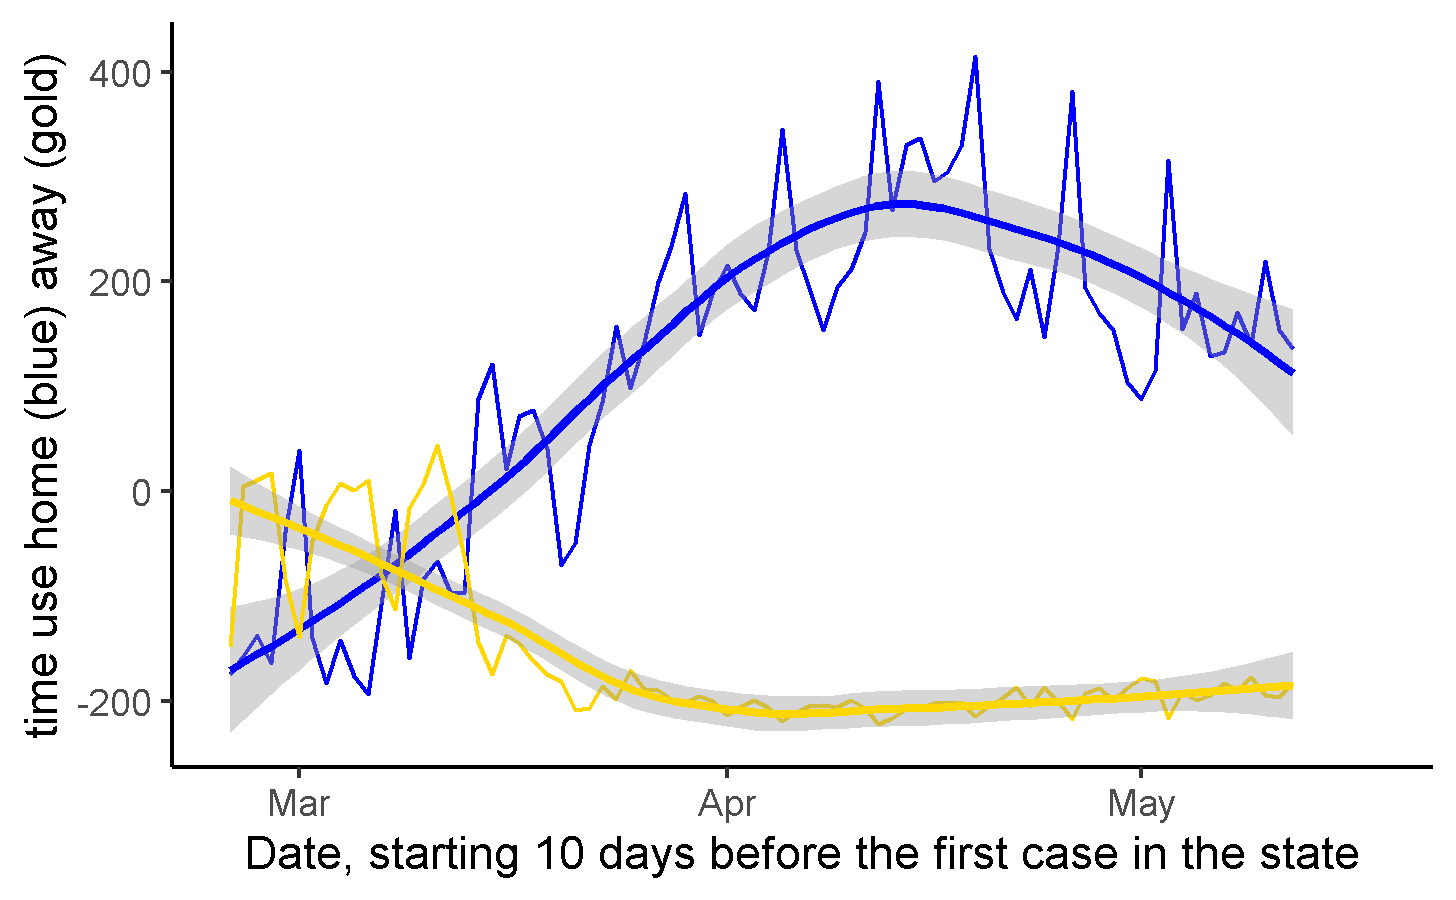 time use home (blue) away (gold)
400
200
0
-200
Mar
Apr
May
Date, starting 10 days before the first case in the state